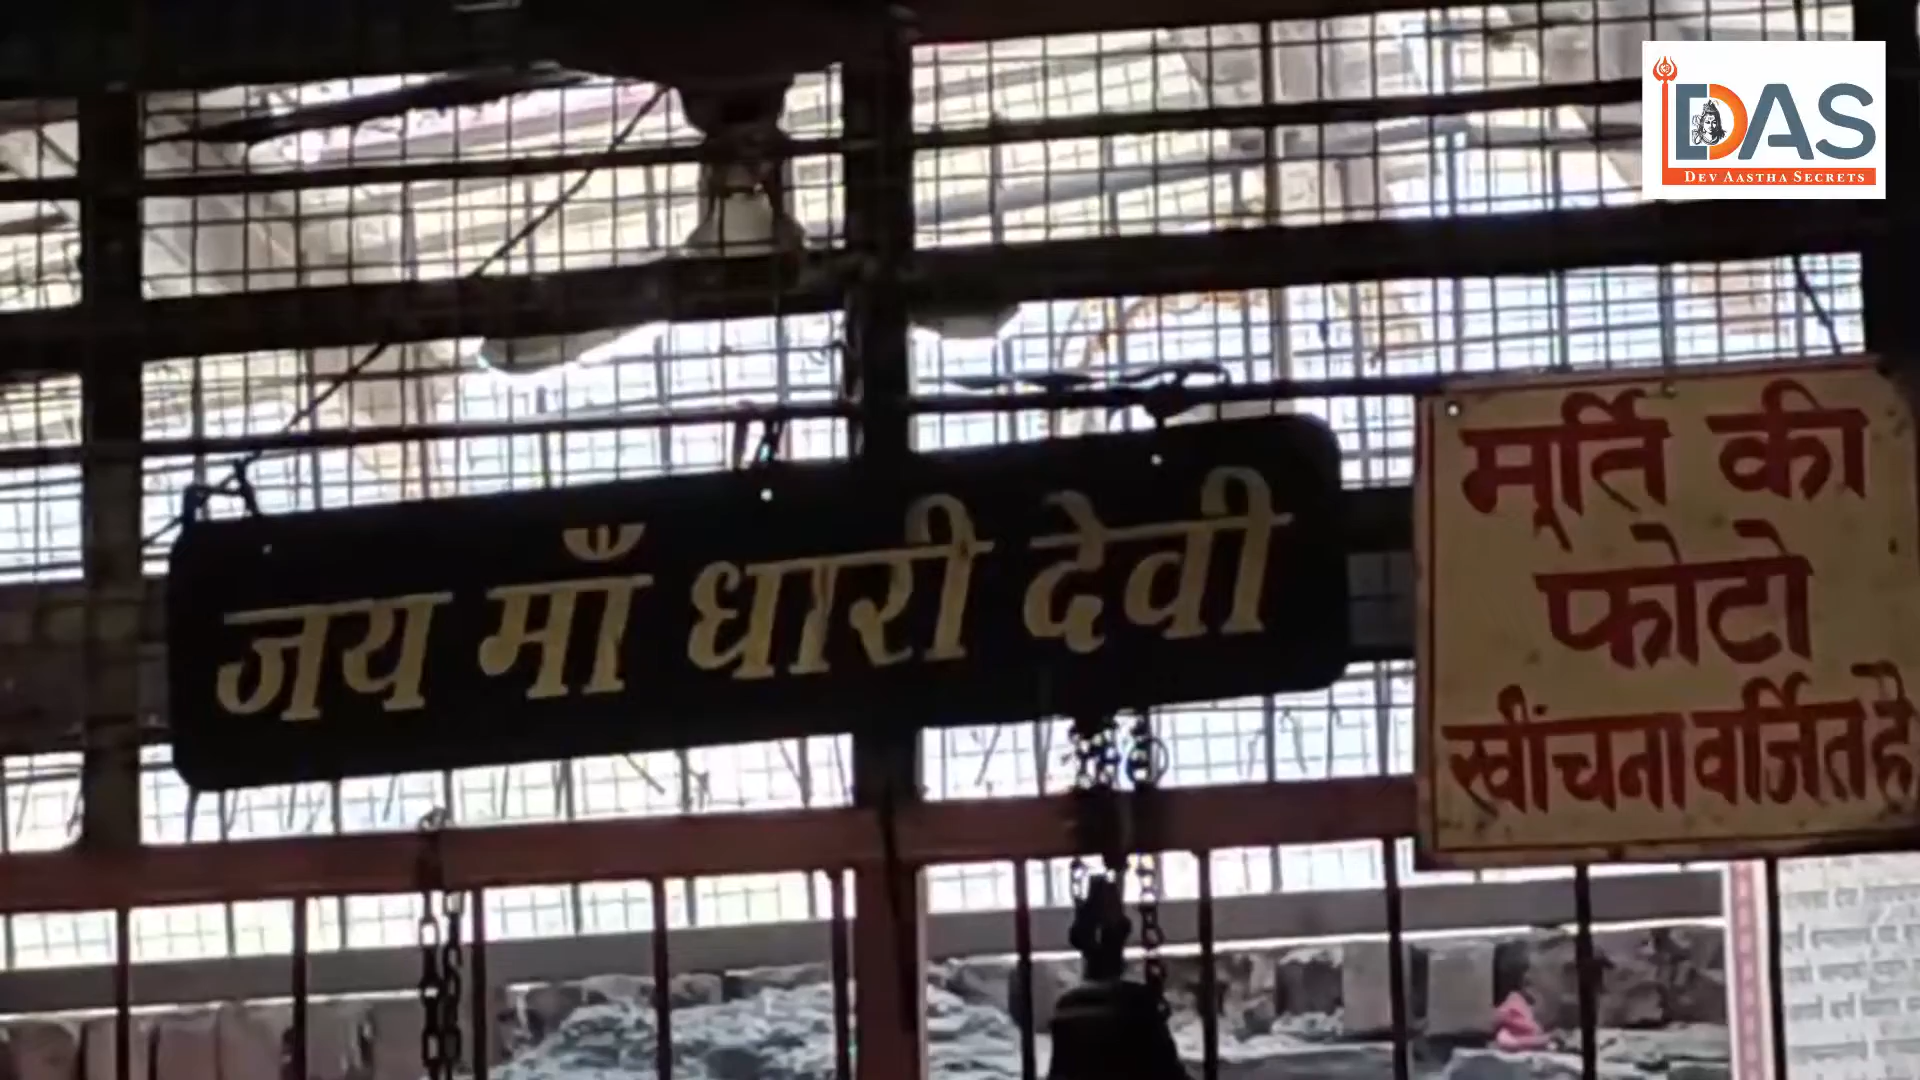 DAS
DEV AASTHA SECRETS
जय माँ धारी देवी
मूर्ति की
फोटो
खींचना वर्जित है